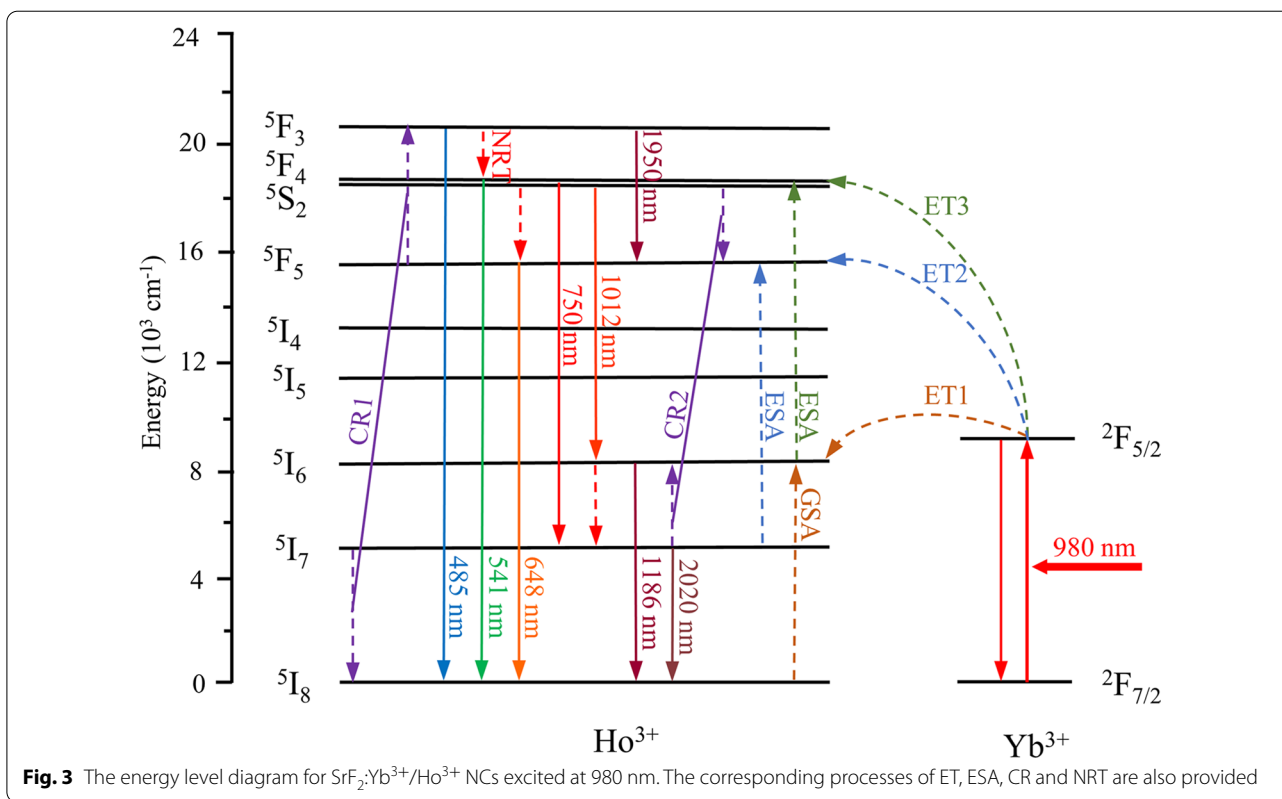 24
20
16
12
8
4
0
Energy (10³ cm⁻¹)
⁵F₃
⁵F₄
⁵S₂
⁵F₅
⁵I₄
⁵I₅
⁵I₆
⁵I₇
⁵I₈
CR1
485 nm
NRT
541 nm
648 nm
750 nm
1012 nm
1950 nm
1186 nm
2020 nm
CR2
ESA
ESA
GSA
ET3
ET2
ET1
²F₅/₂
980 nm
²F₇/₂
Ho³⁺
Yb³⁺
Fig. 3 The energy level diagram for SrF₂:Yb³⁺/Ho³⁺ NCs excited at 980 nm. The corresponding processes of ET, ESA, CR and NRT are also provided